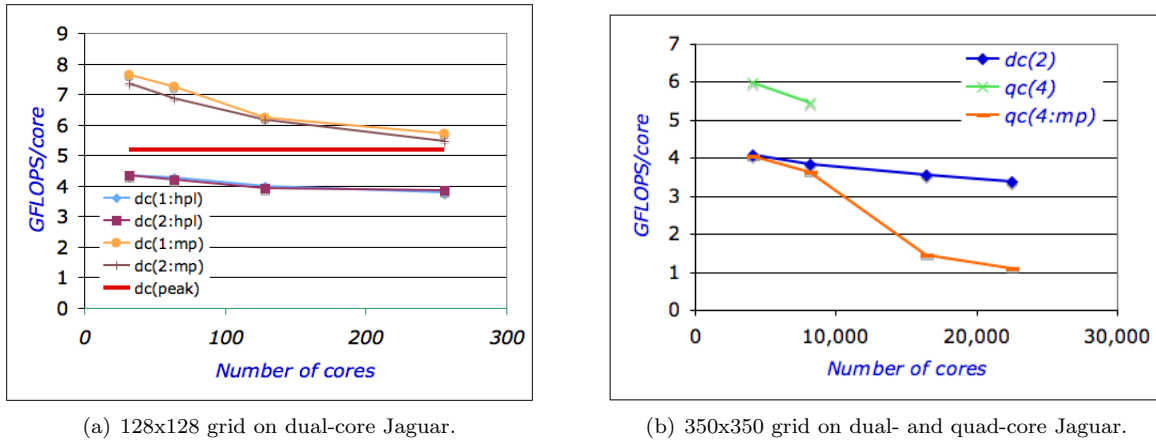 9
8
7
6
5
4
3
2
1
0
GFLOPS/core
dc(1:hpl)
dc(2:hpl)
dc(1:mp)
dc(2:mp)
dc(peak)
0 100 200 300
Number of cores
(a) 128x128 grid on dual-core Jaguar.
7
6
5
4
3
2
1
0
GFLOPS/core
dc(2)
qc(4)
qc(4:mp)
0 10,000 20,000 30,000
Number of cores
(b) 350x350 grid on dual- and quad-core Jaguar.